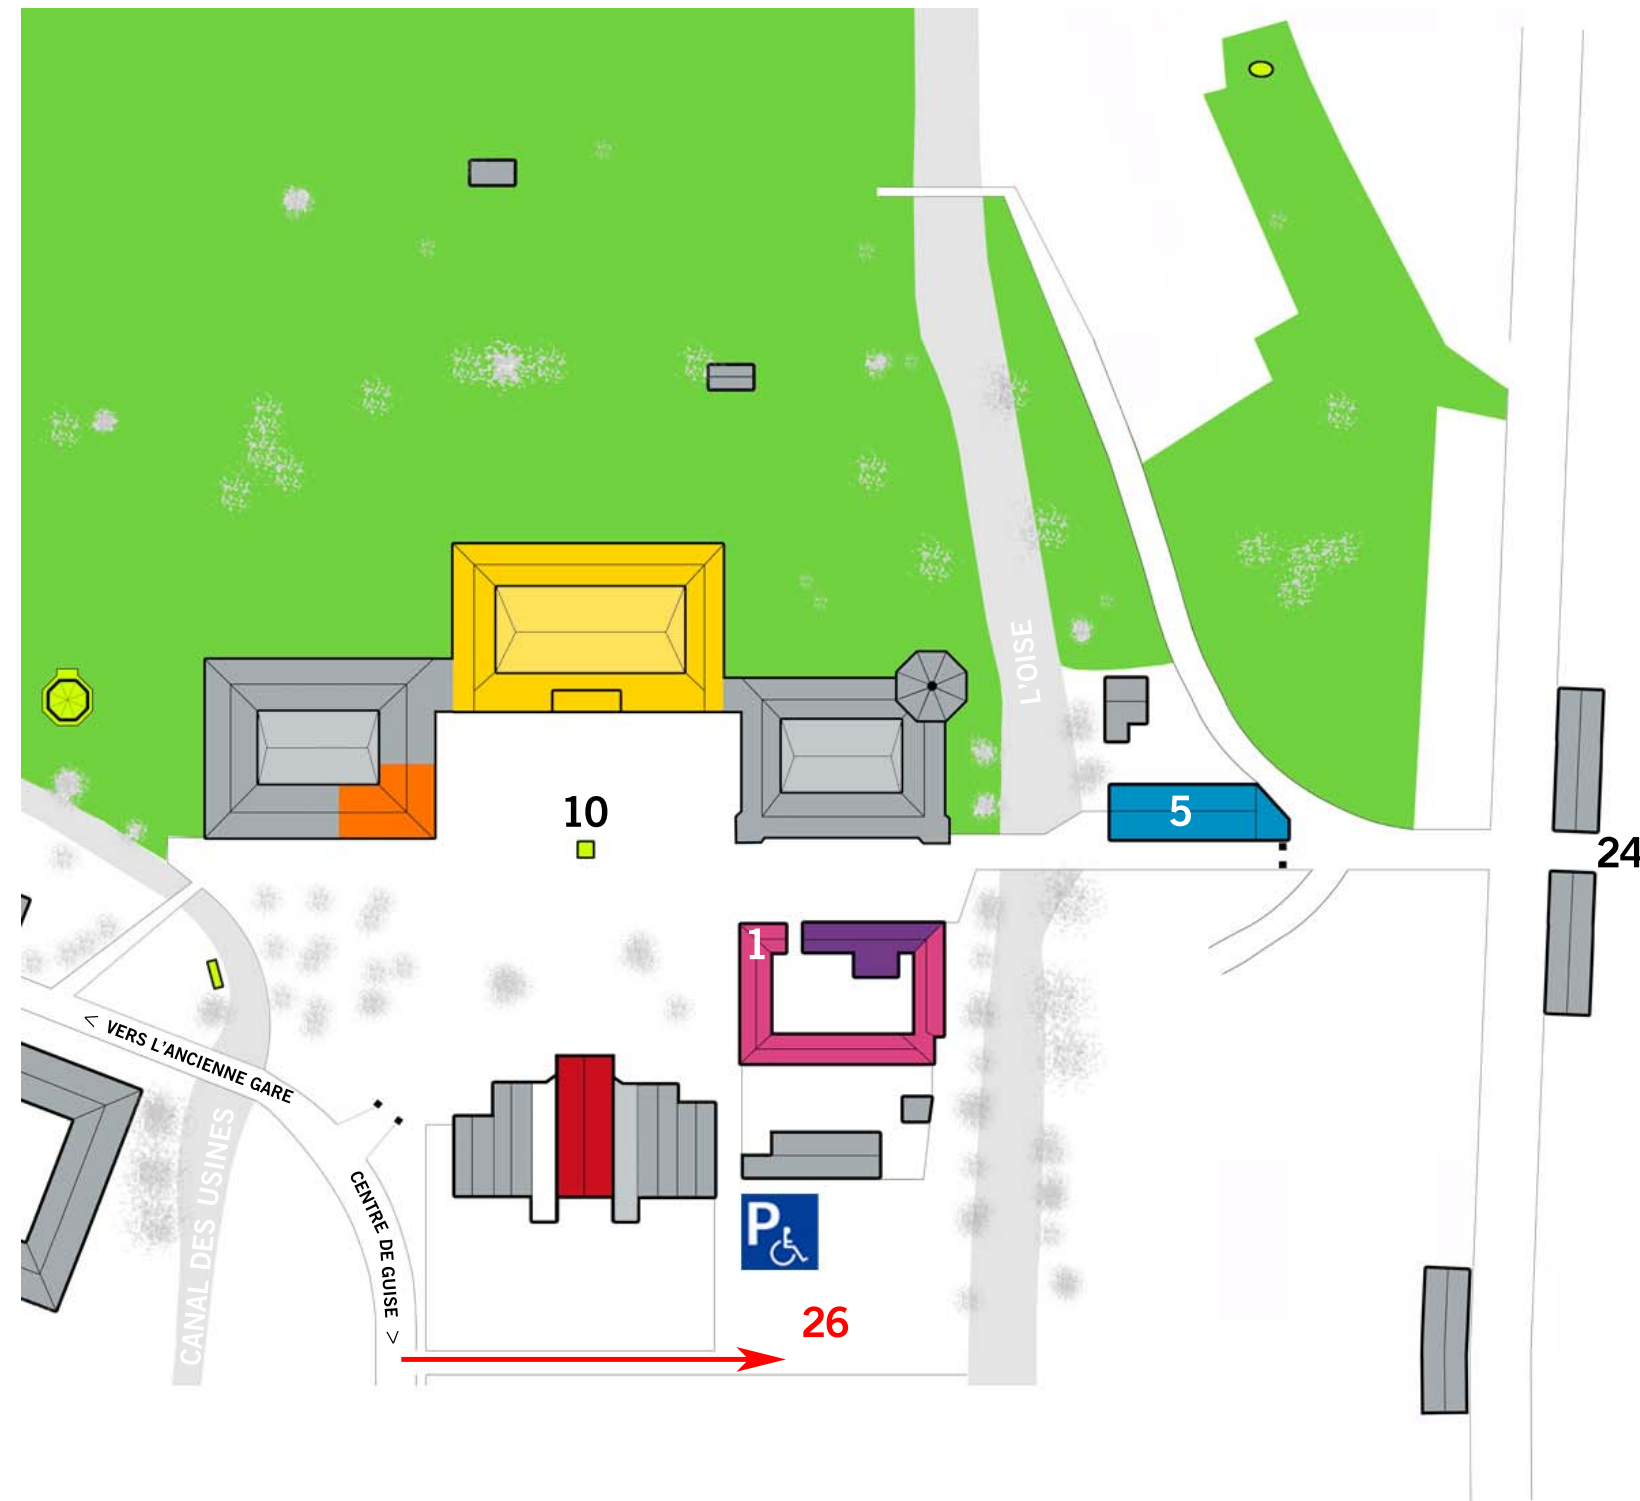 L'OISE
10
5
24
1
< VERS L'ANCIENNE GARE
CANAL DES USINES
CENTRE DE GUISE >
P
26